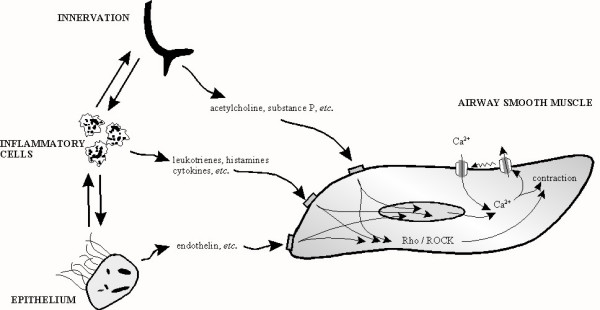 INNERVATION
acetylcholine, substance P, etc.
AIRWAY SMOOTH MUSCLE
INFLAMMATORY
CELLS
leukotrienes, histamines
cytokines, etc.
Ca²⁺
contraction
Ca²⁺
Rho / ROCK
endothelin, etc.
EPITHELIUM